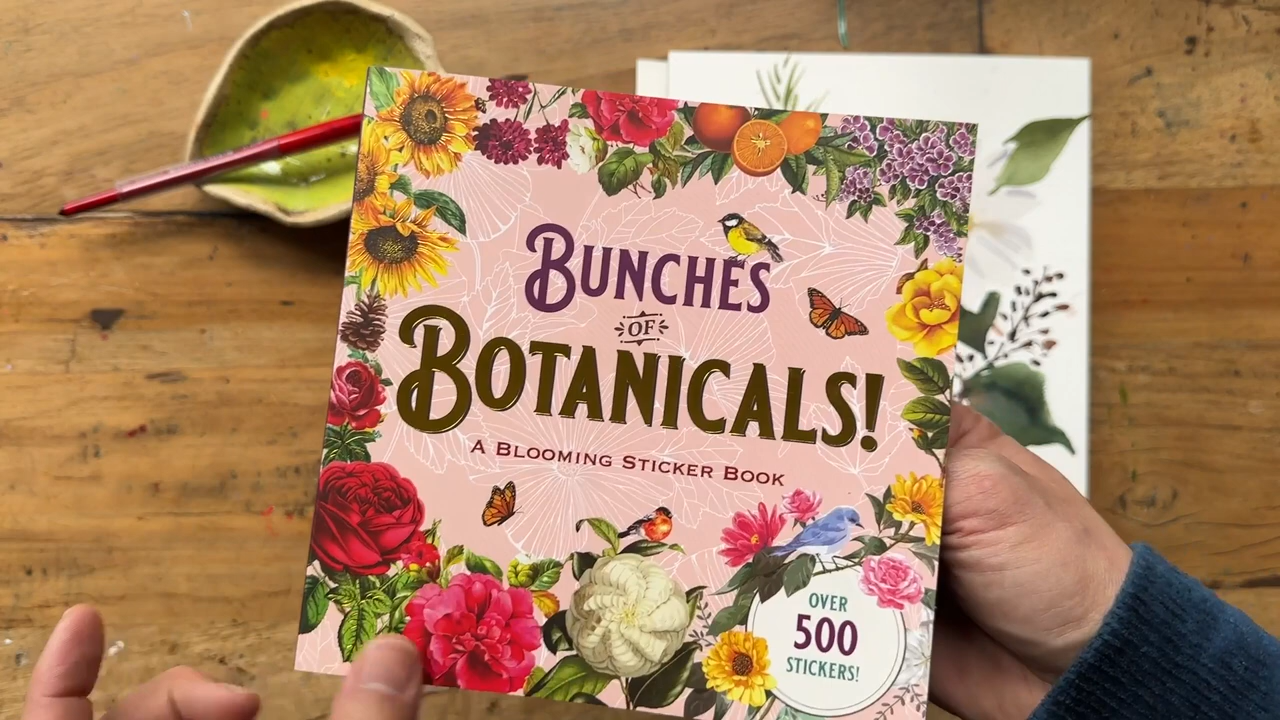 BUNCHES
OF
BOTANICALS!
A BLOOMING STICKER BOOK
OVER
500
STICKERS!